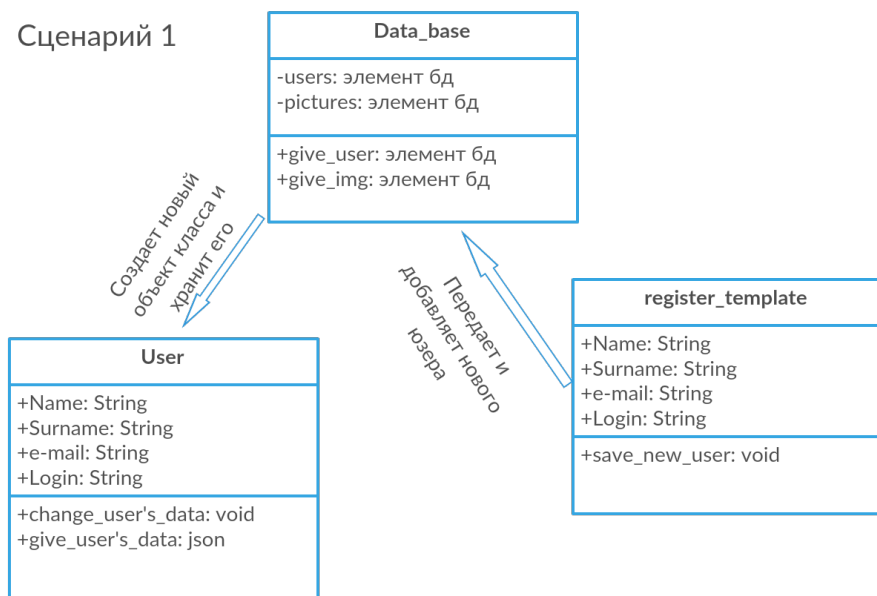 Сценарий 1
Data_base
-users: элемент бд
-pictures: элемент бд
+give_user: элемент бд
+give_img: элемент бд
Создает новый
объект класса и
хранит его
Передает и
добавляет нового
юзера
register_template
+Name: String
+Surname: String
+e-mail: String
+Login: String
+save_new_user: void
User
+Name: String
+Surname: String
+e-mail: String
+Login: String
+change_user's_data: void
+give_user's_data: json